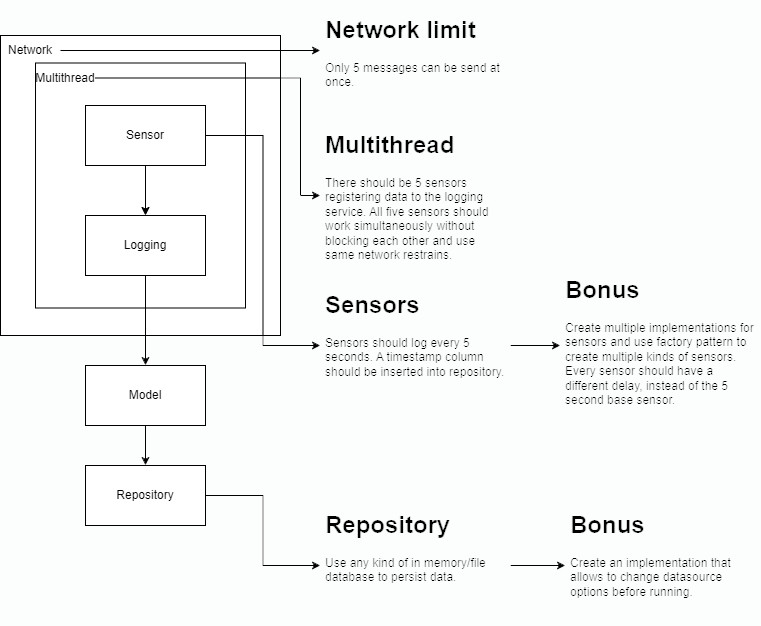 Network
Multithread
Sensor
Logging
Model
Repository
Network limit
Only 5 messages can be send at
once.
Multithread
There should be 5 sensors
registering data to the logging
service. All five sensors should
work simultaneously without
blocking each other and use
same network restrains.
Sensors
Sensors should log every 5
seconds. A timestamp column
should be inserted into repository.
Bonus
Create multiple implementations for
sensors and use factory pattern to
create multiple kinds of sensors.
Every sensor should have a
different delay, instead of the 5
second base sensor.
Repository
Use any kind of in memory/file
database to persist data.
Bonus
Create an implementation that
allows to change datasource
options before running.